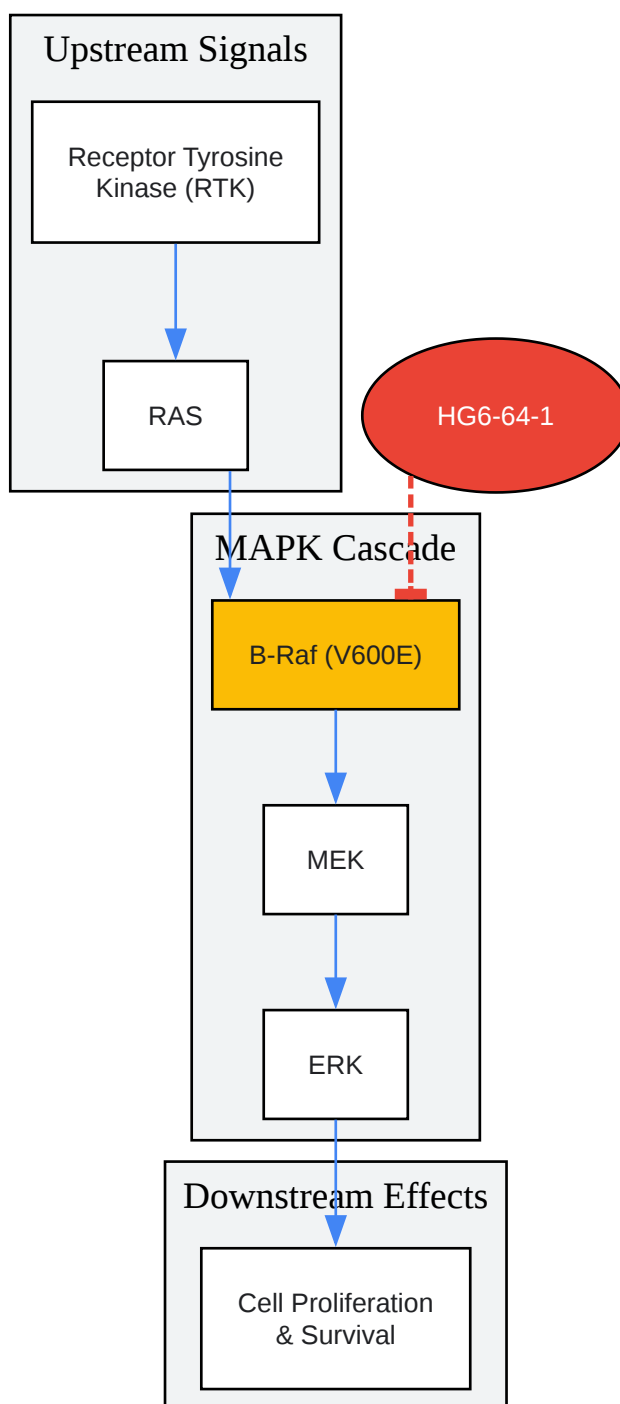 Upstream Signals
Receptor Tyrosine
Kinase (RTK)
RAS
HG6-64-1
MAPK Cascade
B-Raf (V600E)
MEK
ERK
Downstream Effects
Cell Proliferation
& Survival